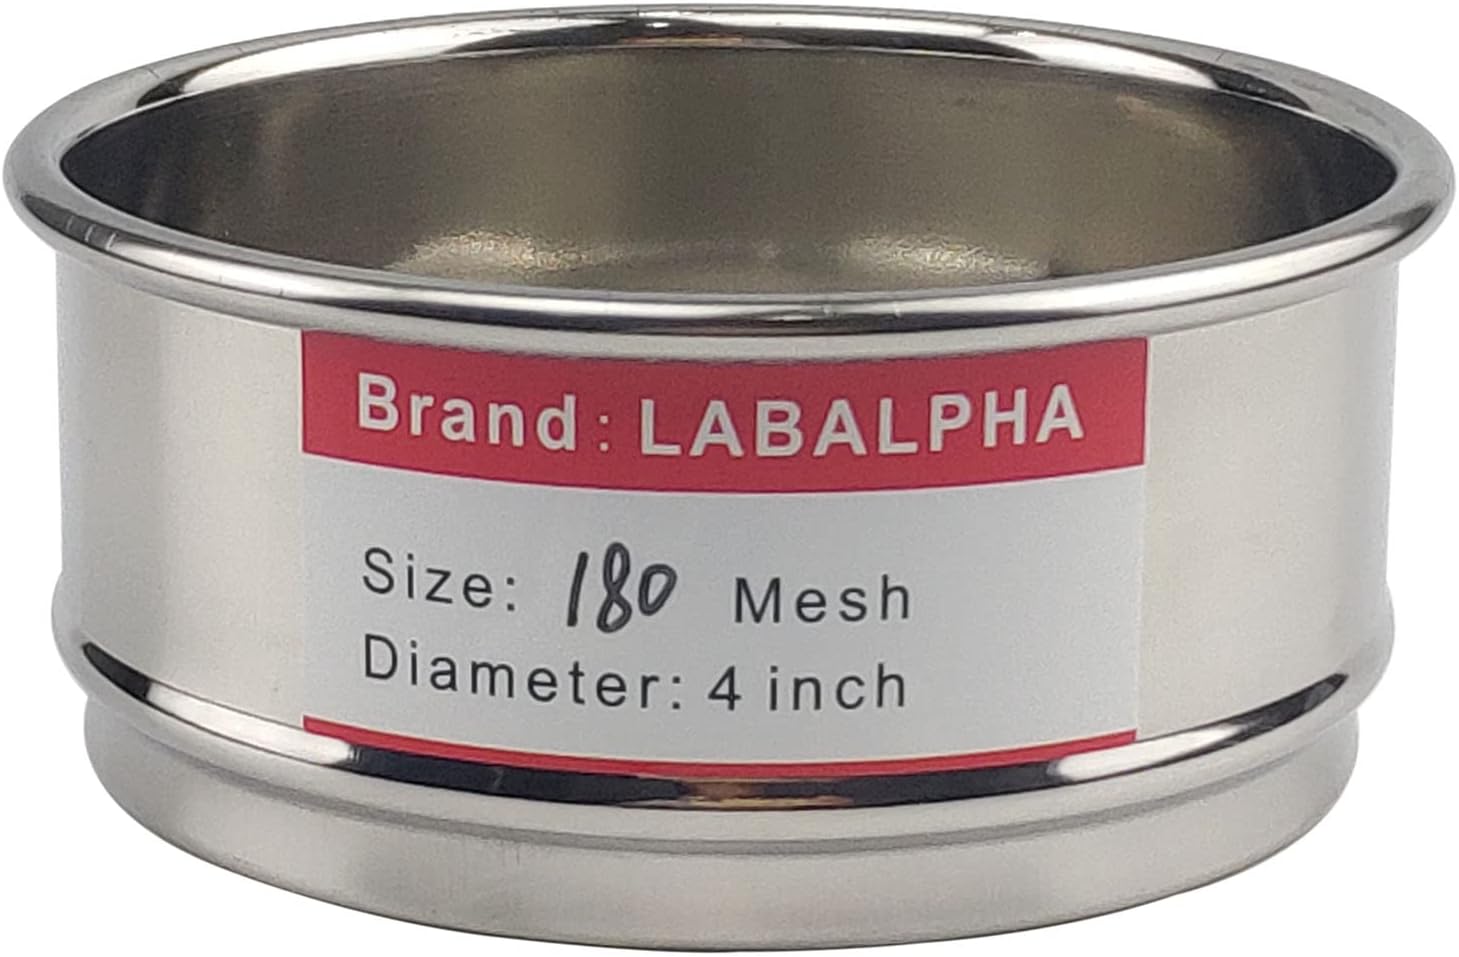 Brand: LABALPHA
Size: 180 Mesh
Diameter: 4 inch